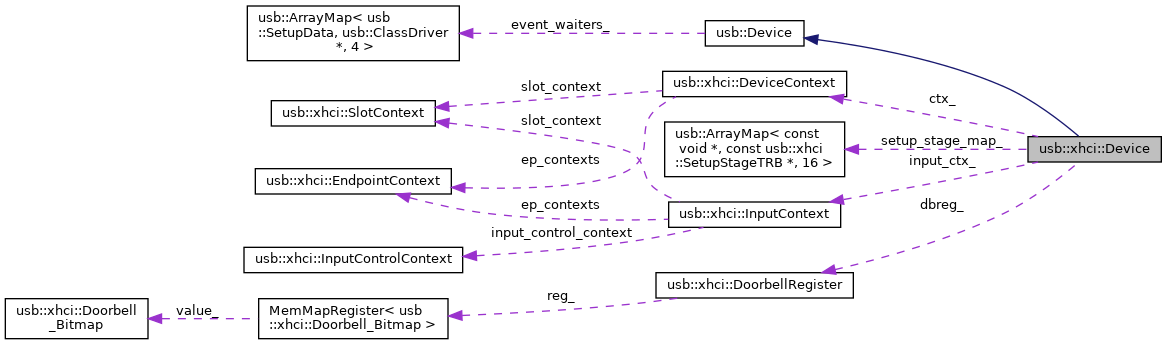 usb::ArrayMap< usb
::SetupData, usb::ClassDriver
*, 4 >
event_waiters_
usb::Device
usb::xhci::DeviceContext
slot_context
usb::xhci::SlotContext
slot_context
ctx_
usb::ArrayMap< const
void *, const usb::xhci
::SetupStageTRB *, 16 >
setup_stage_map_
usb::xhci::Device
ep_contexts
input_ctx_
usb::xhci::EndpointContext
ep_contexts
usb::xhci::InputContext
dbreg_
input_control_context
usb::xhci::InputControlContext
usb::xhci::DoorbellRegister
reg_
usb::xhci::Doorbell
_Bitmap
value_
MemMapRegister< usb
::xhci::Doorbell_Bitmap >